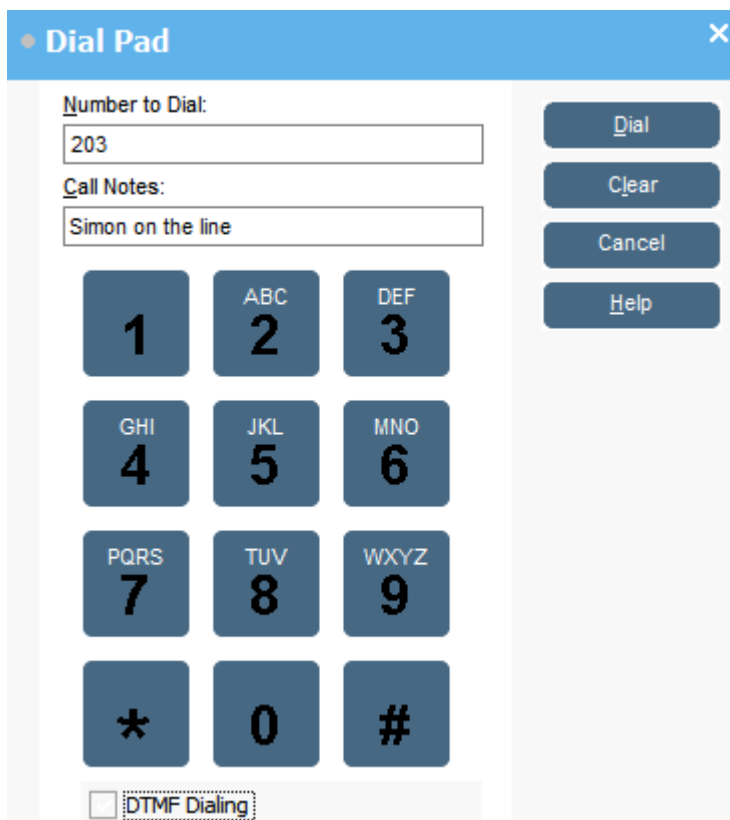 Dial Pad
Number to Dial:
203
Call Notes:
Simon on the line
Dial
Clear
Cancel
Help
1
ABC
2
DEF
3
GHI
4
JKL
5
MNO
6
PQRS
7
TUV
8
WXYZ
9
*
0
#
DTMF Dialing